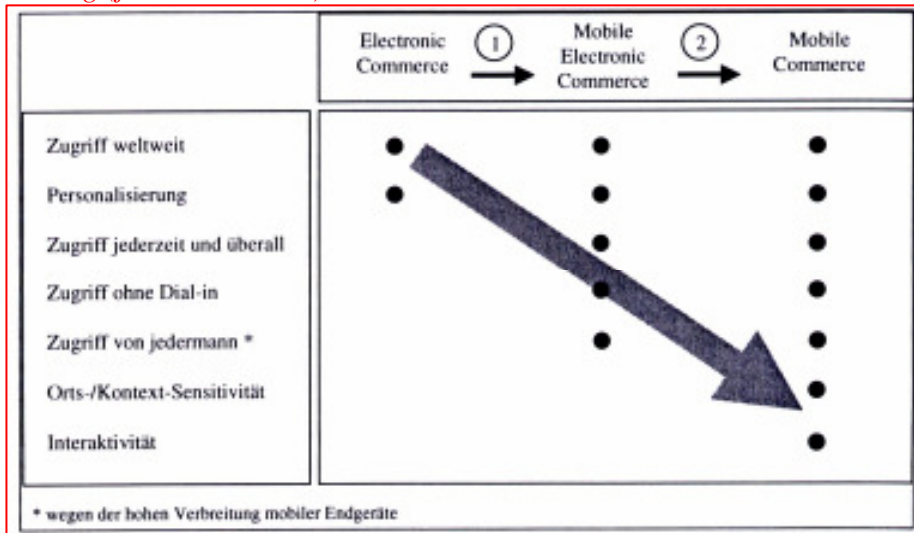 Electronic
Commerce
1
Mobile
Electronic
Commerce
2
Mobile
Commerce
Zugriff weltweit
Personalisierung
Zugriff jederzeit und überall
Zugriff ohne Dial-in
Zugriff von jedermann *
Orts-/Kontext-Sensitivität
Interaktivität
* wegen der hohen Verbreitung mobiler Endgeräte